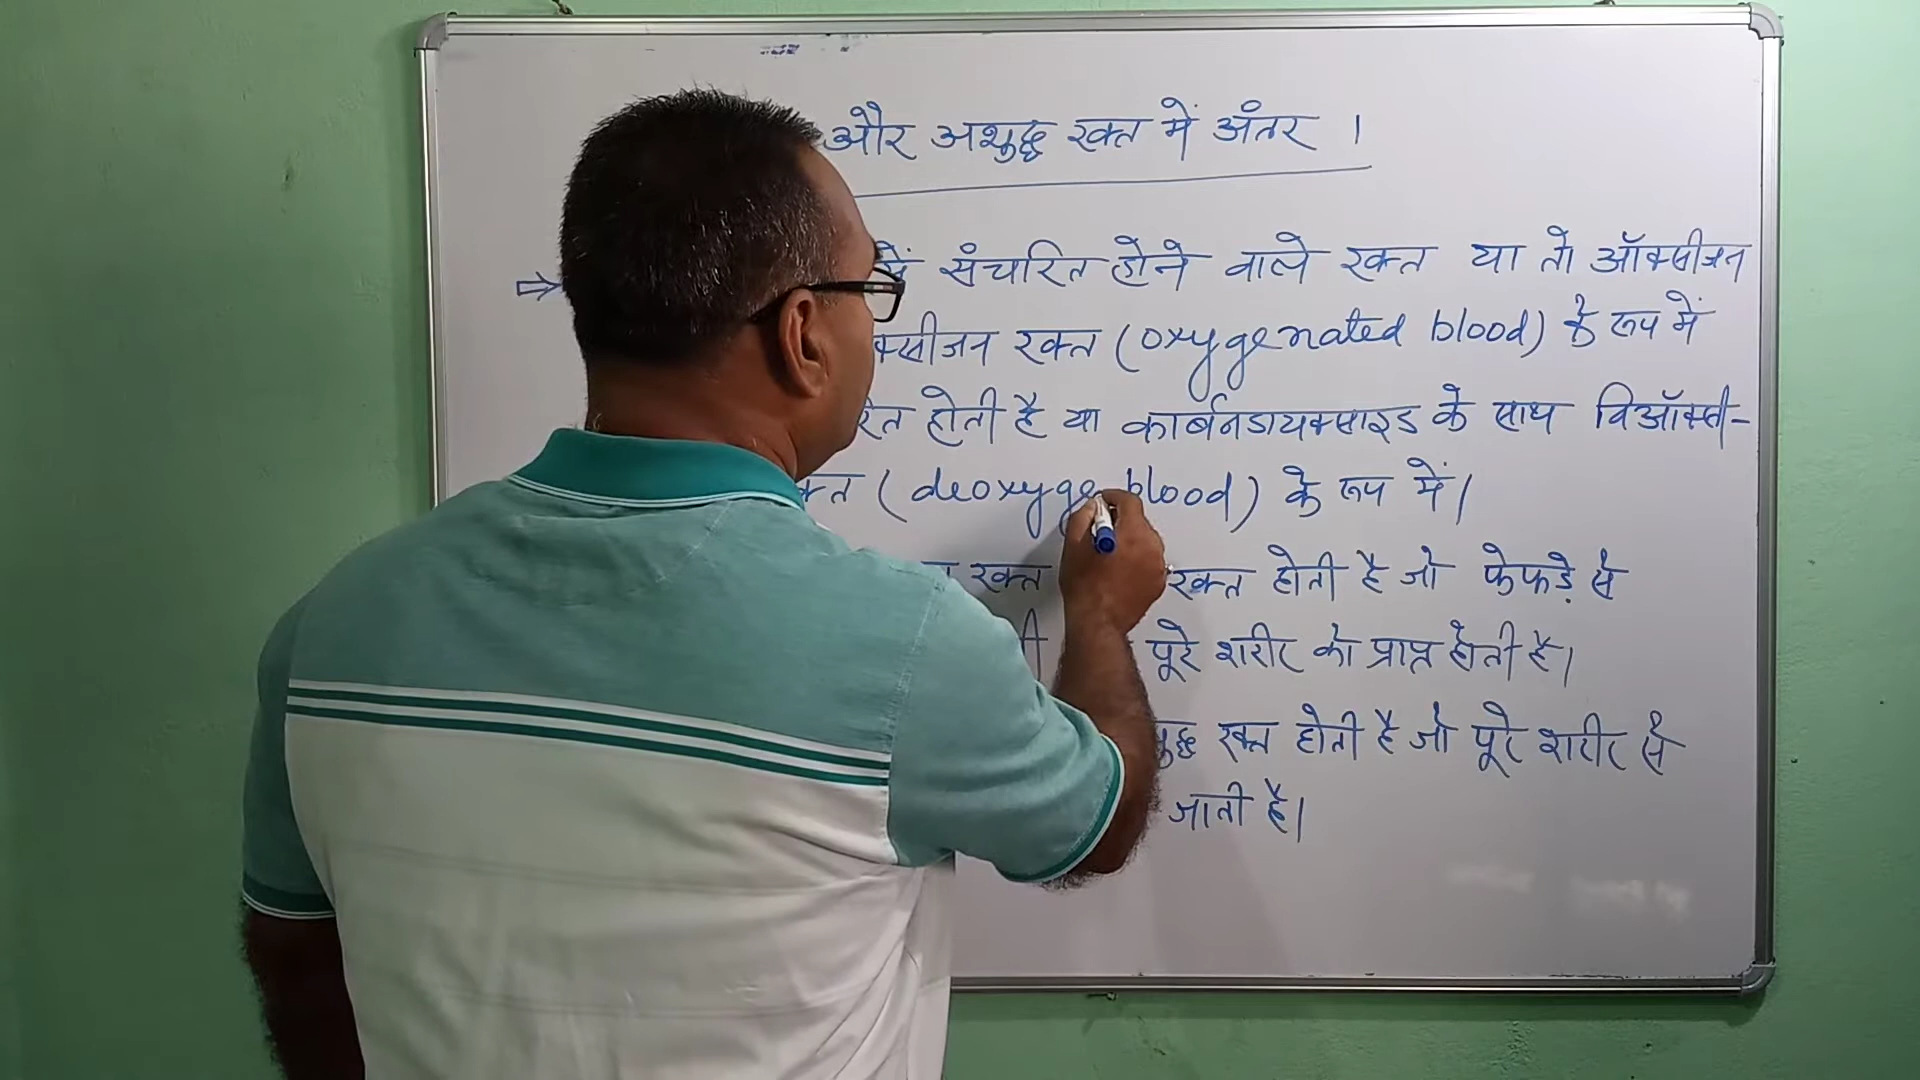 और अशुद्ध रक्त में अंतर ।
में संचारित होने वाले रक्त या तो ऑक्सीजन
क्सीजन रक्त (oxygenated blood) के रूप में
रित होती है या कार्बनडायक्साइड के साथ विऑक्सी-
क्त (deoxyge blood) के रूप में।
रक्त रक्त होती है जो फेफड़े से
पूरे शरीर को प्राप्त होती है।
रक्त होती है जो पूरे शरीर से
जाती है।